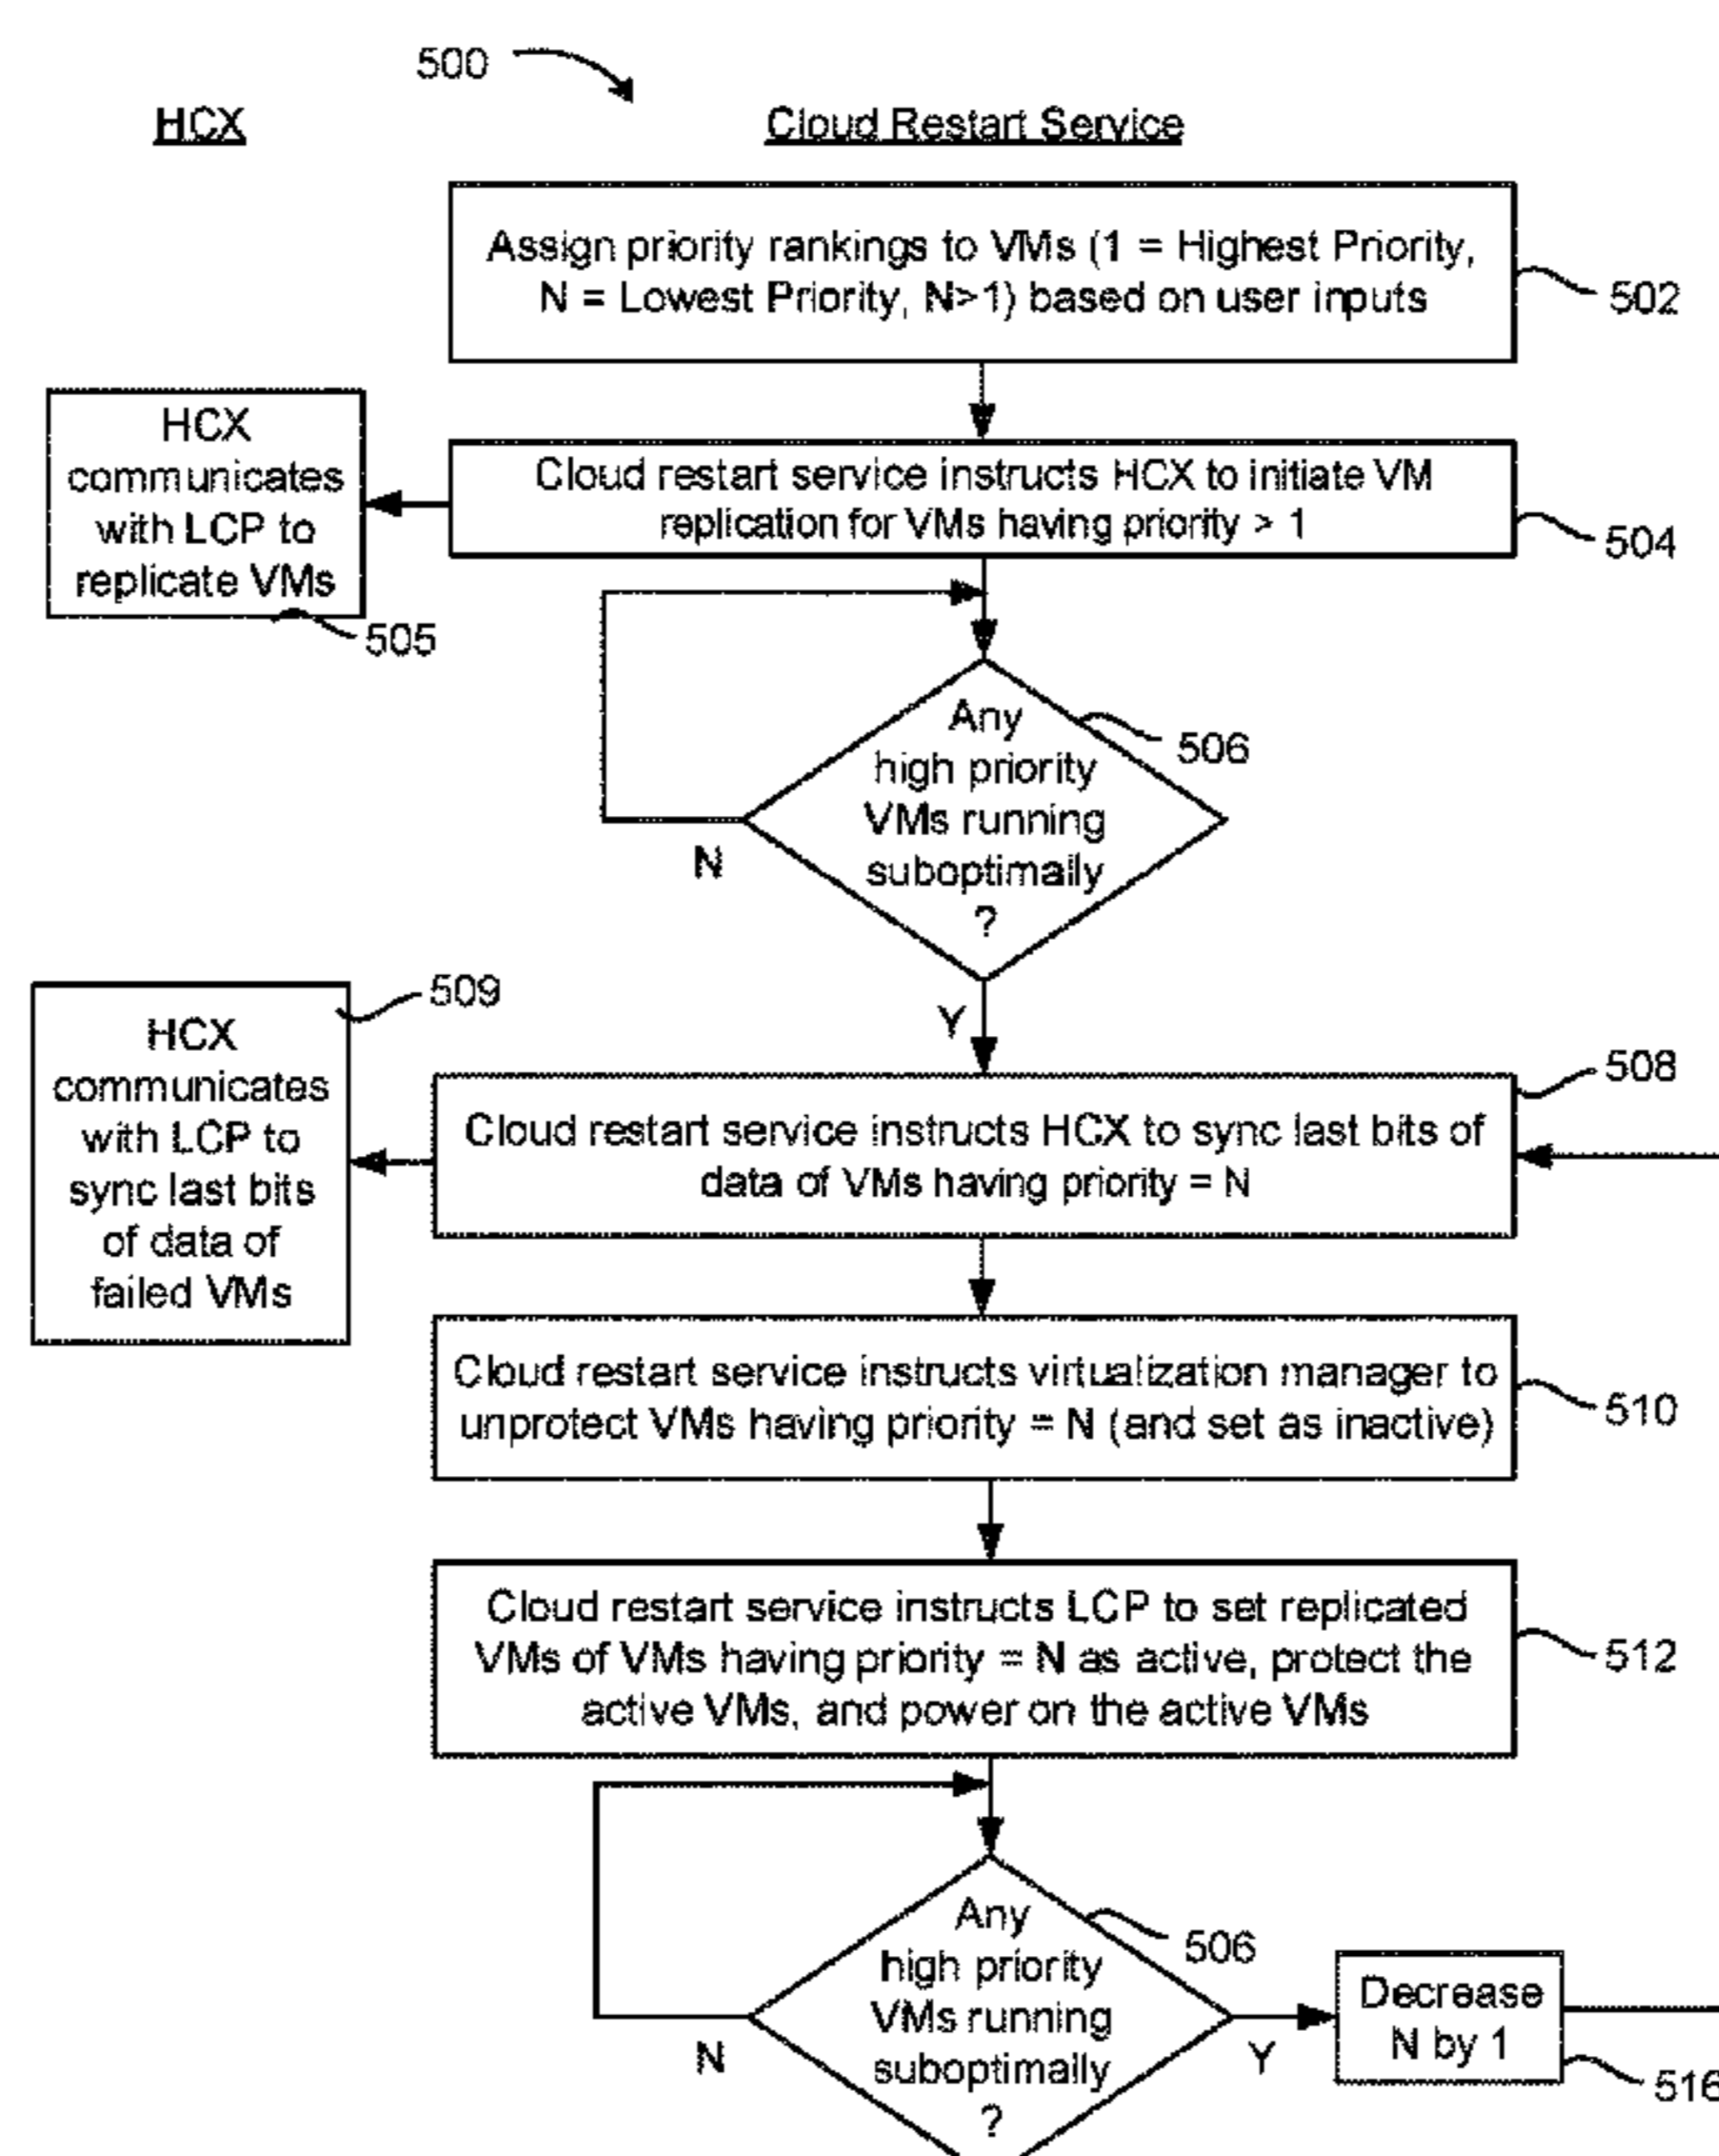 500
HCX
Cloud Restart Service
Assign priority rankings to VMs (1 = Highest Priority,
N = Lowest Priority, N>1) based on user inputs
502
HCX
communicates
with LCP to
replicate VMs
505
Cloud restart service instructs HCX to initiate VM
replication for VMs having priority > 1
504
Any
high priority
VMs running
suboptimally
?
506
N
Y
509
HCX
communicates
with LCP to
sync last bits
of data of
failed VMs
Cloud restart service instructs HCX to sync last bits of
data of VMs having priority = N
508
Cloud restart service instructs virtualization manager to
unprotect VMs having priority = N (and set as inactive)
510
Cloud restart service instructs LCP to set replicated
VMs of VMs having priority = N as active, protect the
active VMs, and power on the active VMs
512
Any
high priority
VMs running
suboptimally
?
506
N
Y
Decrease
N by 1
516